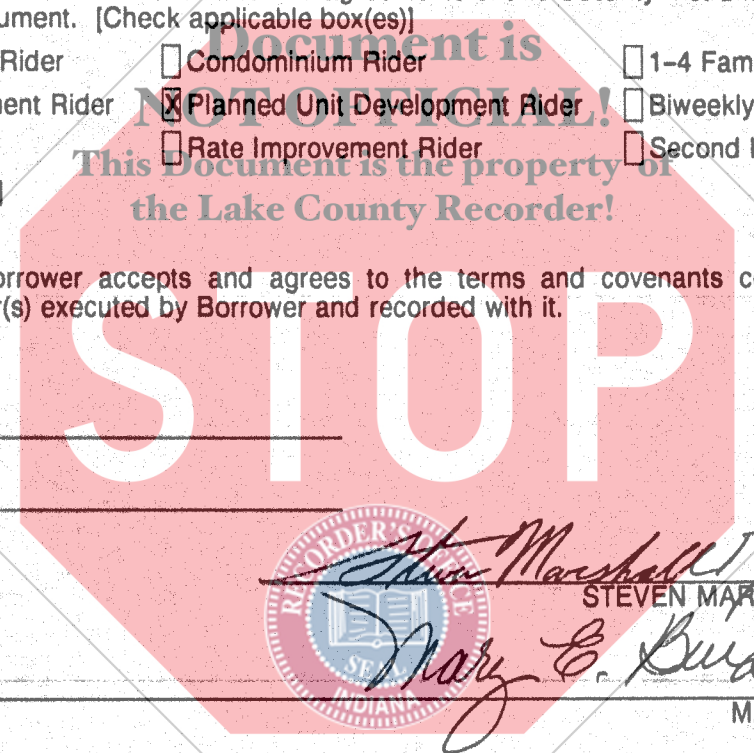 ument. [Check applicable box(es)]
Rider Condominium Rider 1–4 Fam
ent Rider X Planned Unit Development Rider Biweekly
Rate Improvement Rider Second
Document is
NOT OFFICIAL!
This Document is the property of
the Lake County Recorder!
orrower accepts and agrees to the terms and covenants c
r(s) executed by Borrower and recorded with it.
STOP
RECORDER'S OFFICE
SEAL
INDIANA
Steven Marshall
STEVEN MAR
Mary E.
M